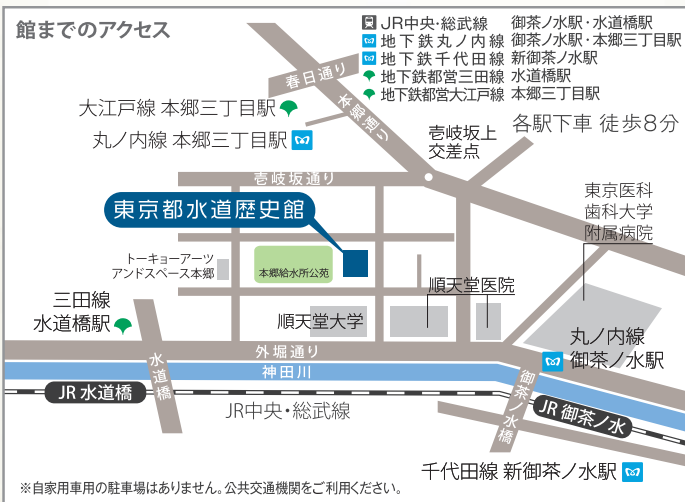 館までのアクセス
JR中央・総武線 御茶ノ水駅・水道橋駅
地下鉄丸ノ内線 御茶ノ水駅・本郷三丁目駅
地下鉄千代田線 新御茶ノ水駅
地下鉄都営三田線 水道橋駅
地下鉄都営大江戸線 本郷三丁目駅
各駅下車 徒歩8分
春日通り
本郷通り
大江戸線 本郷三丁目駅
丸ノ内線 本郷三丁目駅
壱岐坂上
交差点
壱岐坂通り
東京都水道歴史館
東京医科
歯科大学
附属病院
トーキョーアーツ
アンドスペース本郷
本郷給水所公苑
順天堂医院
三田線
水道橋駅
順天堂大学
丸ノ内線
御茶ノ水駅
外堀通り
神田川
水道橋
御茶ノ水橋
JR 水道橋
JR中央・総武線
JR 御茶ノ水
千代田線 新御茶ノ水駅
※自家用車用の駐車場はありません。公共交通機関をご利用ください。